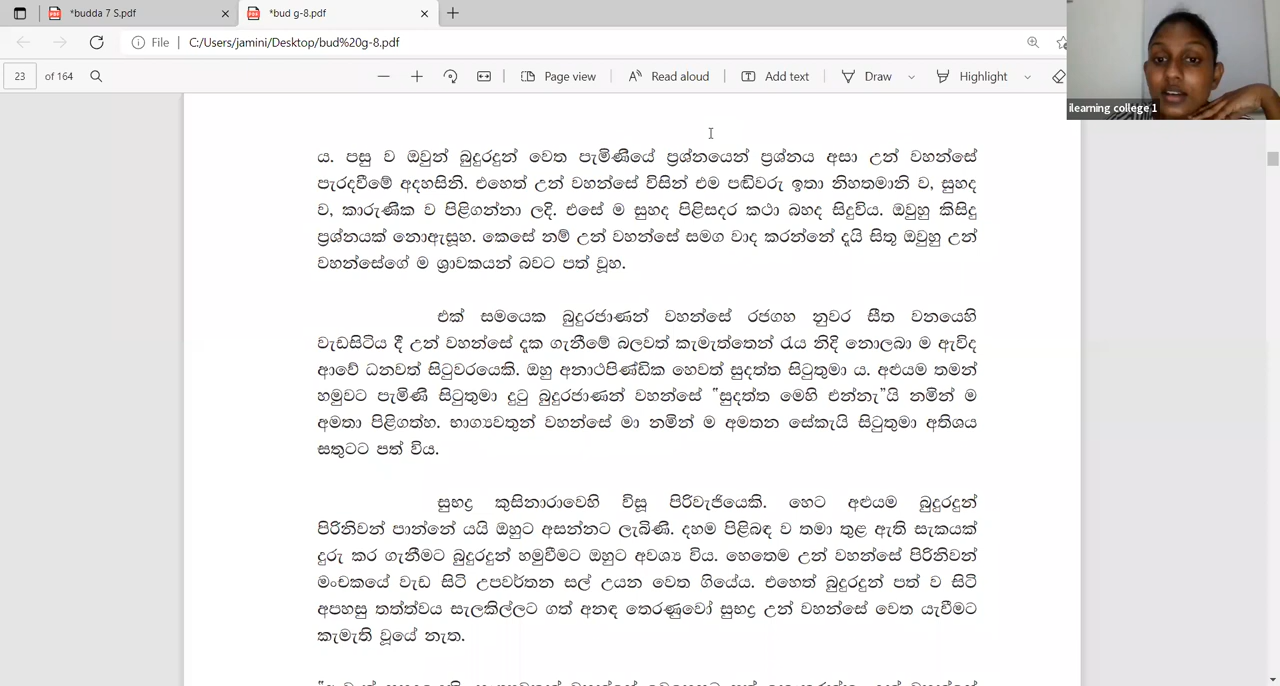 *budda 7 S.pdf
*bud g-8.pdf
File
C:/Users/jamini/Desktop/bud%20g-8.pdf
23 of 164
Page view
Read aloud
Add text
Draw
Highlight
ilearning college 1
ය. පසු ව ඔවුන් බුදුරදුන් වෙත පැමිණියේ ප්‍රශ්නයෙන් ප්‍රශ්නය අසා උන් වහන්සේ
පැරදවීමේ අදහසිනි. එහෙත් උන් වහන්සේ විසින් එම පඬිවරු ඉතා නිහතමානි ව, සුහද
ව, කාරුණික ව පිළිගන්නා ලදි. එසේ ම සුහද පිළිසදර කථා බහද සිදුවිය. ඔවුහු කිසිදු
ප්‍රශ්නයක් නොඇසූහ. කෙසේ නම් උන් වහන්සේ සමග වාද කරන්නේ දැයි සිතූ ඔවුහු උන්
වහන්සේගේ ම ශ්‍රාවකයන් බවට පත් වූහ.
එක් සමයෙක බුදුරජාණන් වහන්සේ රජගහ නුවර සීත වනයෙහි
වැඩසිටිය දී උන් වහන්සේ දැක ගැනීමේ බලවත් කැමැත්තෙන් රැය නිදි නොලබා ම ඇවිද
ආවේ ධනවත් සිටුවරයෙකි. ඔහු අනාථපිණ්ඩික හෙවත් සුදත්ත සිටුතුමා ය. අළුයම තමන්
හමුවට පැමිණි සිටුතුමා දුටු බුදුරජාණන් වහන්සේ "සුදත්ත මෙහි එන්නැ"යි නමින් ම
අමතා පිළිගත්හ. භාග්‍යවතුන් වහන්සේ මා නමින් ම අමතන සේකැයි සිටුතුමා අතිශය
සතුටට පත් විය.
සුභද්‍ර කුසිනාරාවෙහි විසූ පිරිවැජියෙකි. හෙට අළුයම බුදුරදුන්
පිරිනිවන් පාන්නේ යයි ඔහුට අසන්නට ලැබිණි. දහම පිළිබඳ ව තමා තුළ ඇති සැකයක්
දුරු කර ගැනීමට බුදුරදුන් හමුවීමට ඔහුට අවශ්‍ය විය. හෙතෙම උන් වහන්සේ පිරිනිවන්
මංචකයේ වැඩ සිටි උපවර්තන සල් උයන වෙත ගියේය. එහෙත් බුදුරදුන් පත් ව සිටි
අපහසු තත්ත්වය සැලකිල්ලට ගත් අනඳ තෙරණුවෝ සුභද්‍ර උන් වහන්සේ වෙත යැවීමට
කැමැති වූයේ නැත.